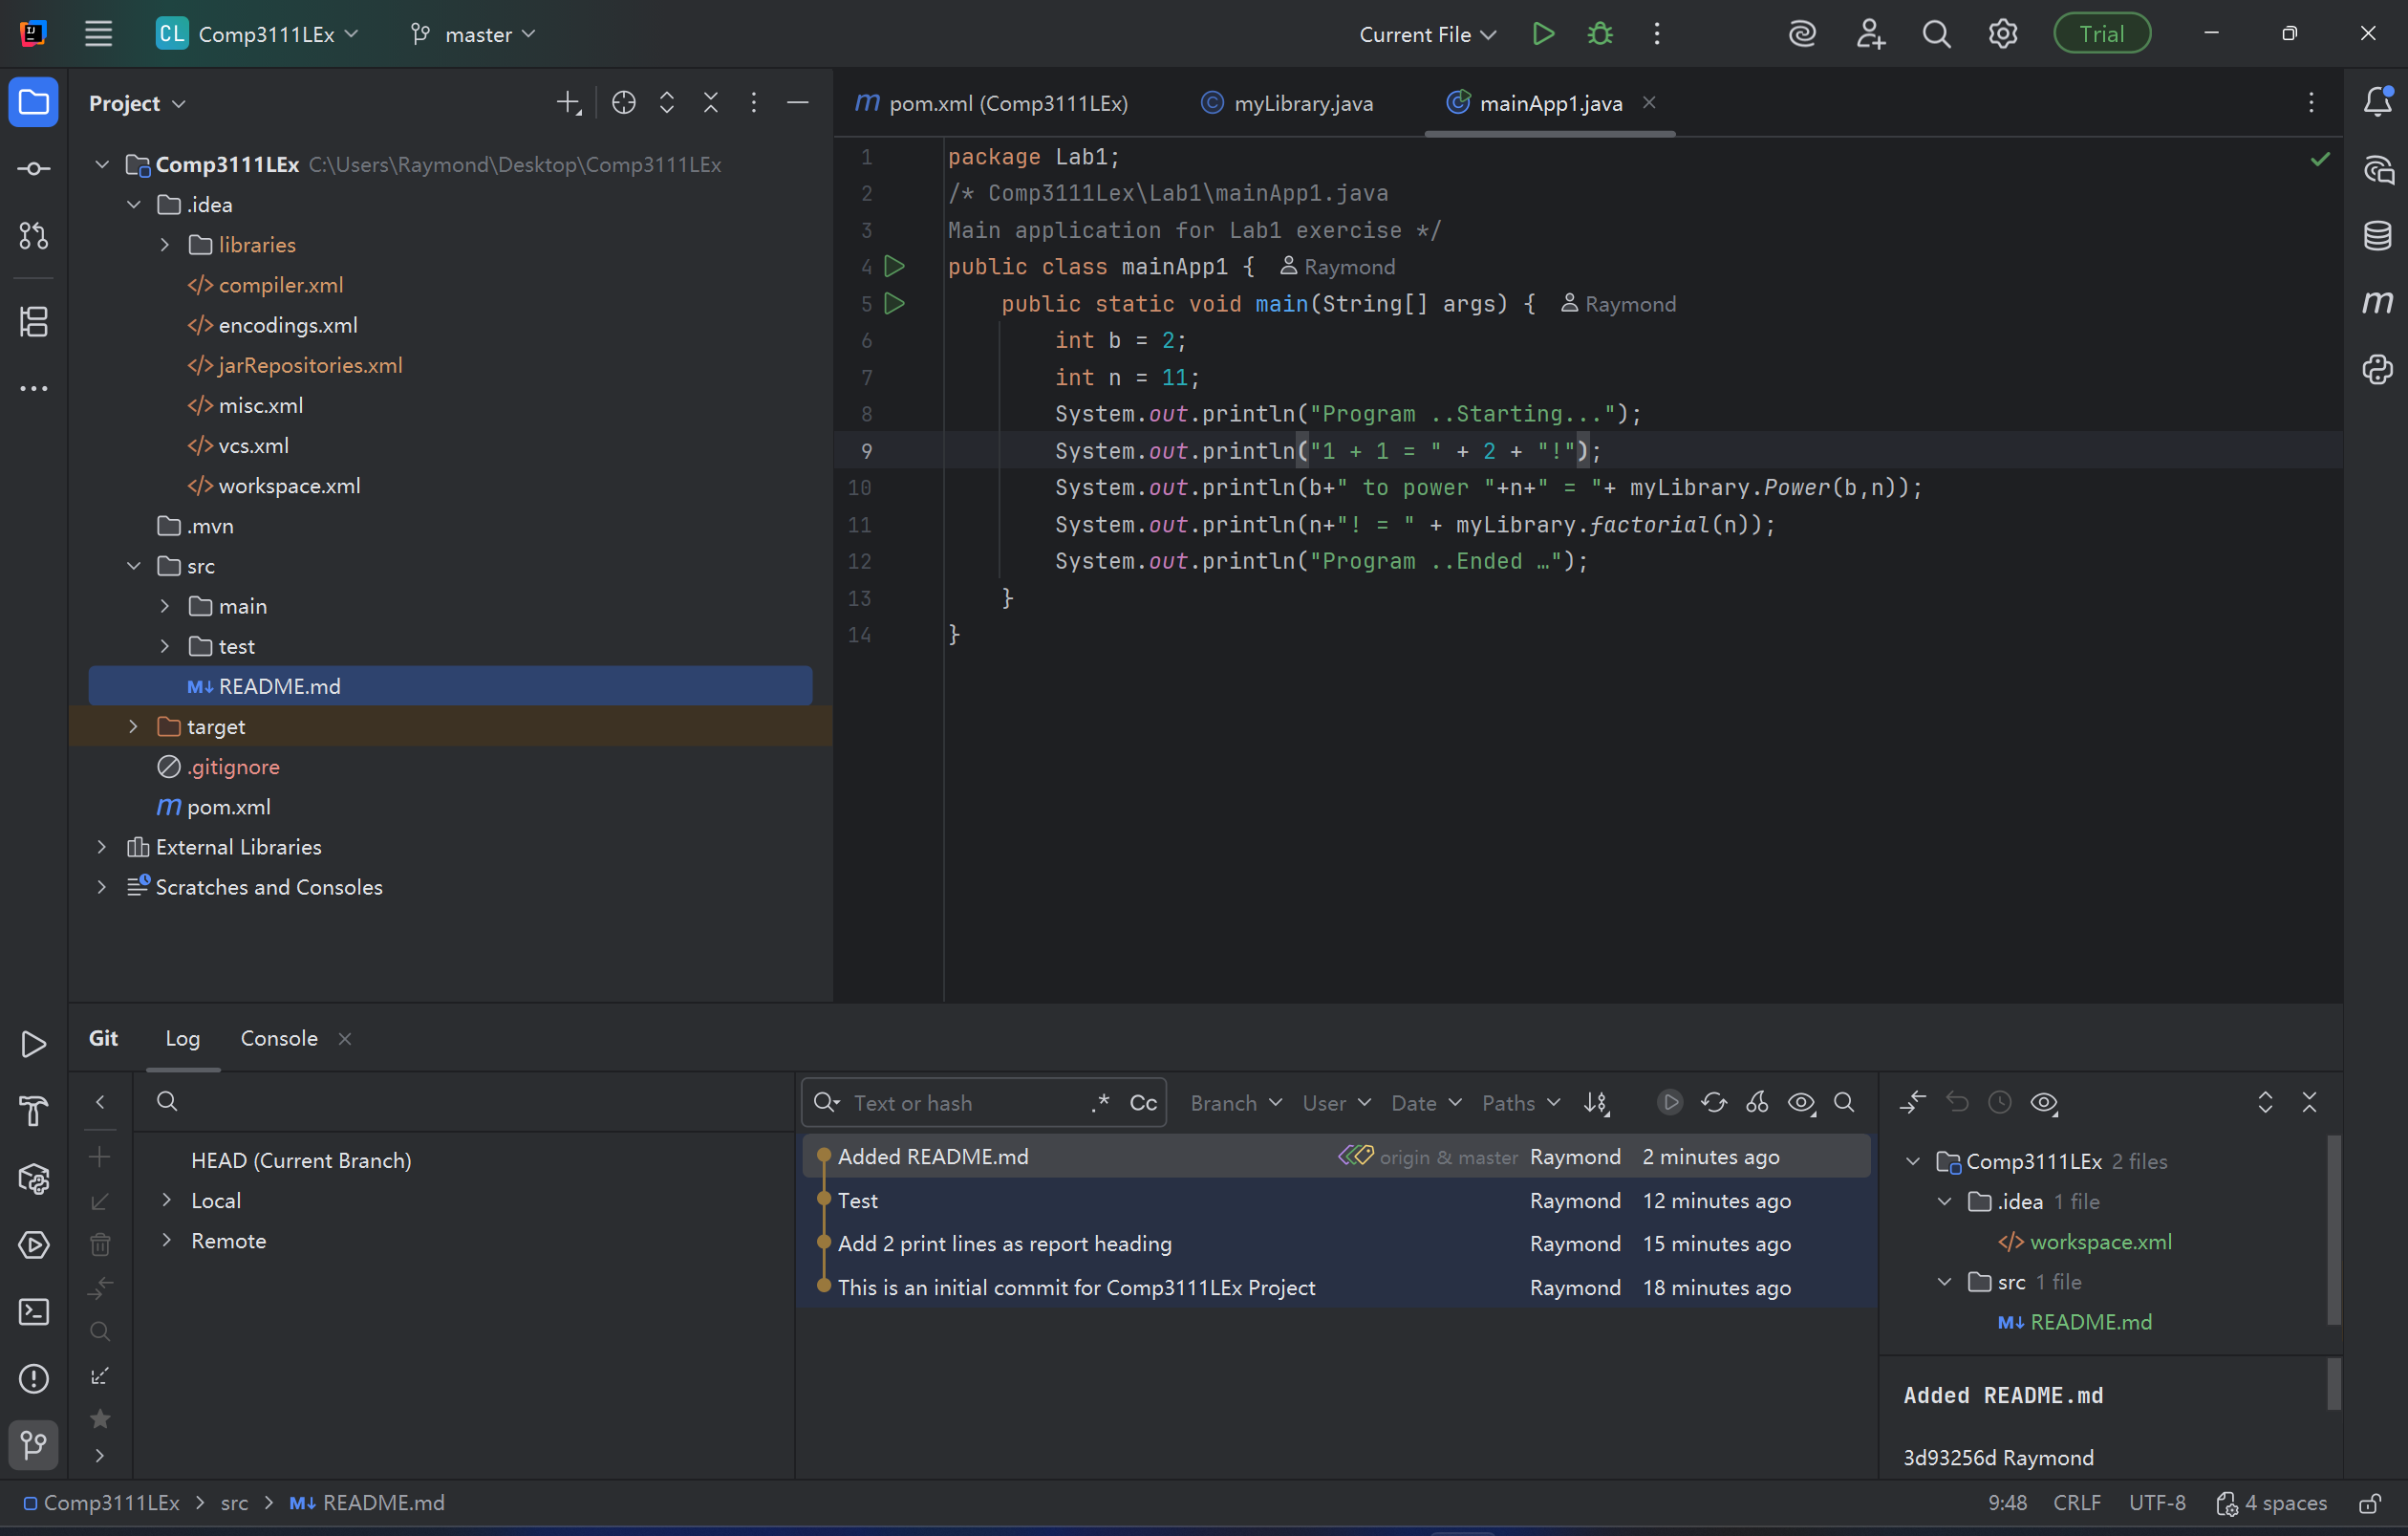 CL Comp3111LEx master Current File Trial
Project
Comp3111LEx C:\Users\Raymond\Desktop\Comp3111LEx
.idea
libraries
compiler.xml
encodings.xml
jarRepositories.xml
misc.xml
vcs.xml
workspace.xml
.mvn
src
main
test
M↓ README.md
target
.gitignore
m pom.xml
External Libraries
Scratches and Consoles
m pom.xml (Comp3111LEx) myLibrary.java mainApp1.java
1 package Lab1;
2 /* Comp3111Lex\Lab1\mainApp1.java
3 Main application for Lab1 exercise */
4 public class mainApp1 { Raymond
5 public static void main(String[] args) { Raymond
6 int b = 2;
7 int n = 11;
8 System.out.println("Program ..Starting...");
9 System.out.println("1 + 1 = " + 2 + "!");
10 System.out.println(b+" to power "+n+" = "+ myLibrary.Power(b,n));
11 System.out.println(n+"! = " + myLibrary.factorial(n));
12 System.out.println("Program ..Ended …");
13 }
14 }
Git Log Console
HEAD (Current Branch)
Local
Remote
Text or hash .* Cc Branch User Date Paths
Added README.md origin & master Raymond 2 minutes ago
Test Raymond 12 minutes ago
Add 2 print lines as report heading Raymond 15 minutes ago
This is an initial commit for Comp3111LEx Project Raymond 18 minutes ago
Comp3111LEx 2 files
.idea 1 file
workspace.xml
src 1 file
M↓ README.md
Added README.md
3d93256d Raymond
Comp3111LEx > src > M↓ README.md 9:48 CRLF UTF-8 4 spaces